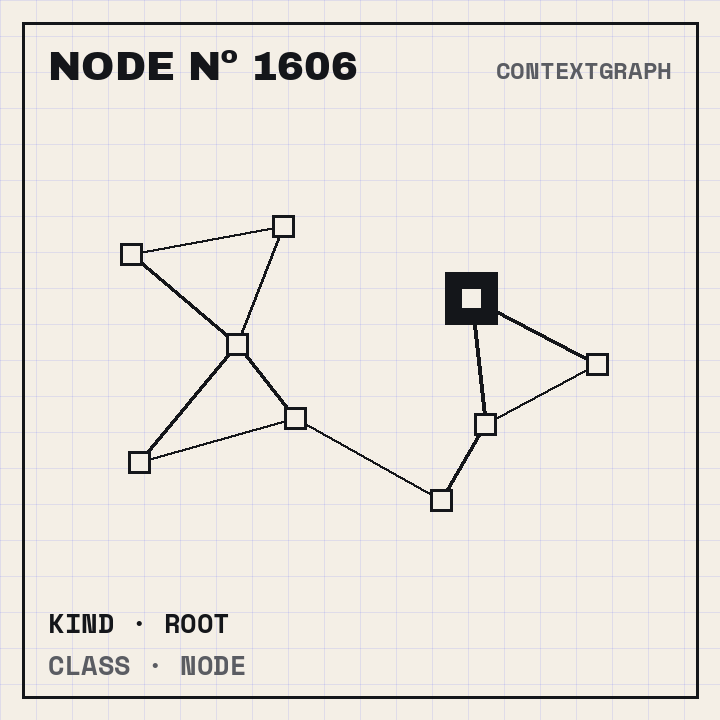 NODE Nº 1606
CONTEXTGRAPH
KIND · ROOT
CLASS · NODE